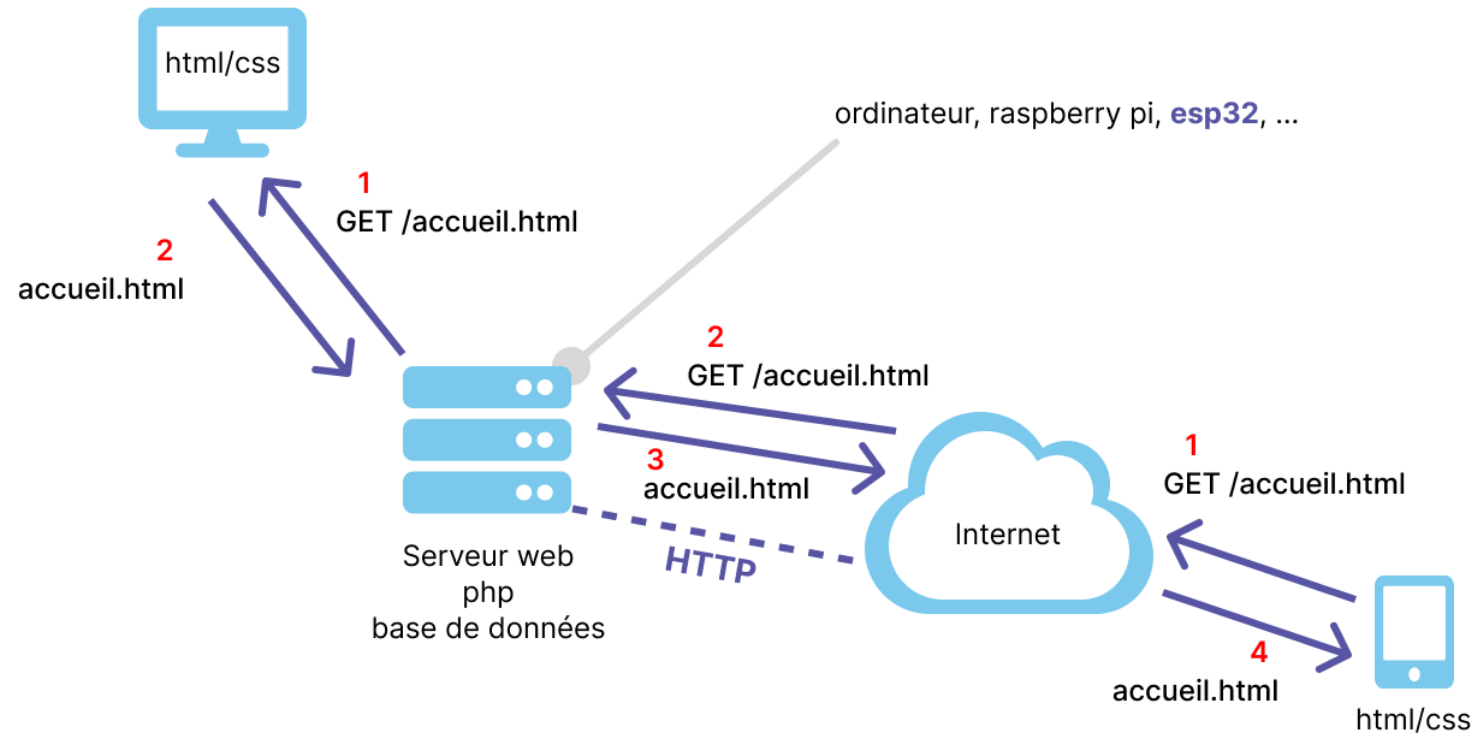 html/css
ordinateur, raspberry pi, esp32, ...
1
GET /accueil.html
2
accueil.html
2
GET /accueil.html
3
accueil.html
1
GET /accueil.html
Internet
HTTP
Serveur web
php
base de données
4
accueil.html
html/css